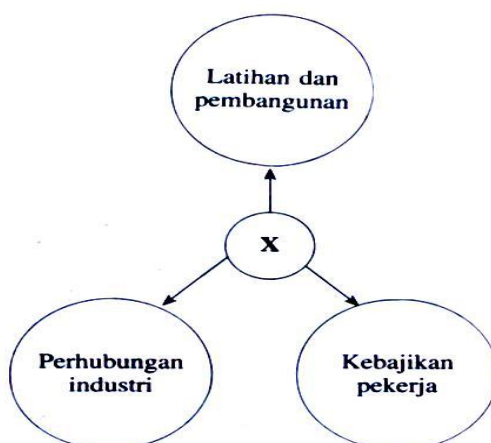 Latihan dan
pembangunan
X
Perhubungan
industri
Kebajikan
pekerja